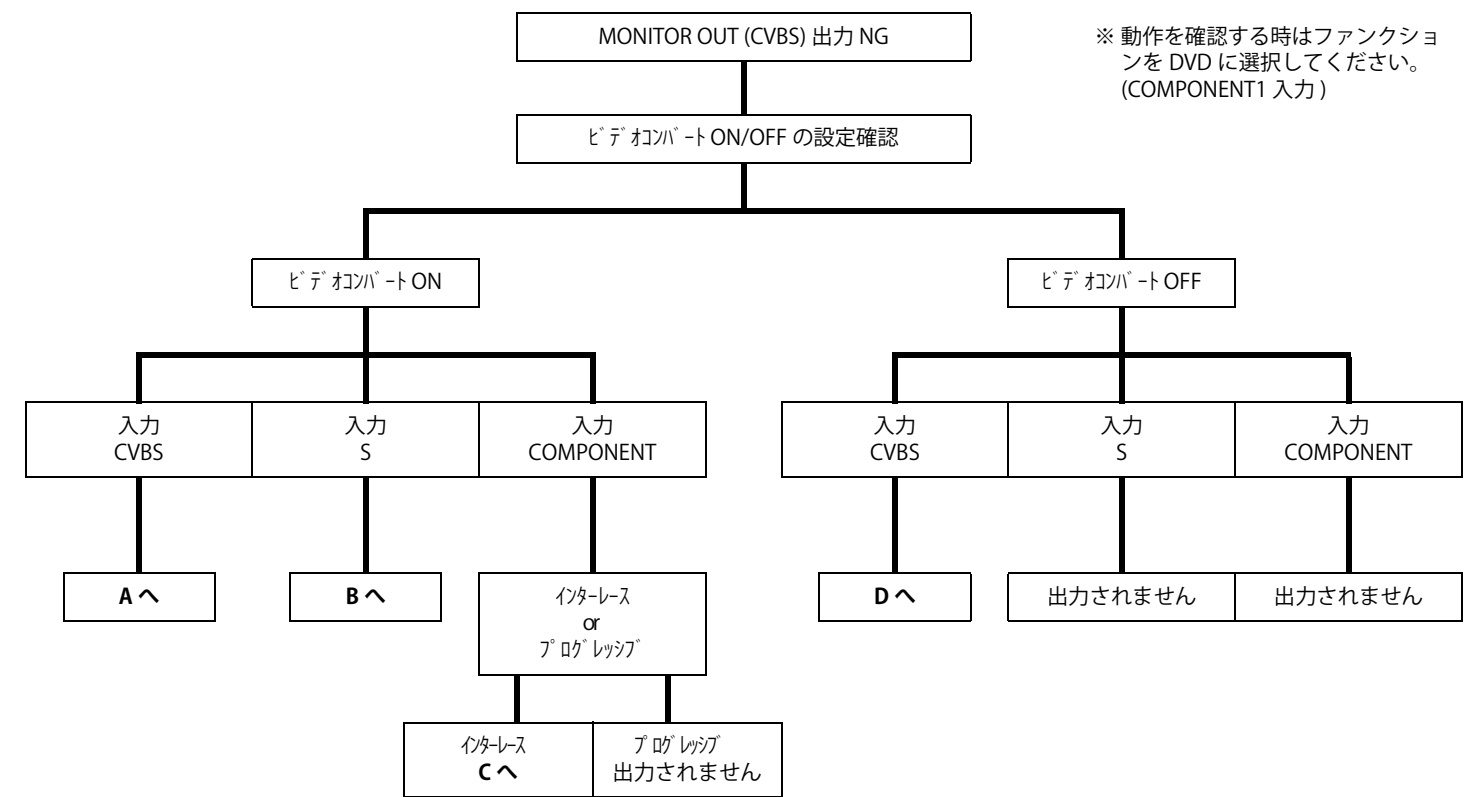 MONITOR OUT (CVBS) 出力 NG
※ 動作を確認する時はファンクショ
ンを DVD に選択してください。
(COMPONENT1 入力 )
ﾋﾞﾃﾞｵｺﾝﾊﾞｰﾄ ON/OFF の設定確認
ﾋﾞﾃﾞｵｺﾝﾊﾞｰﾄ ON
ﾋﾞﾃﾞｵｺﾝﾊﾞｰﾄ OFF
入力
CVBS
入力
S
入力
COMPONENT
入力
CVBS
入力
S
入力
COMPONENT
A へ
B へ
ｲﾝﾀｰﾚｰｽ
or
ﾌﾟﾛｸﾞﾚｯｼﾌﾞ
D へ
出力されません
出力されません
ｲﾝﾀｰﾚｰｽ
C へ
ﾌﾟﾛｸﾞﾚｯｼﾌﾞ
出力されません